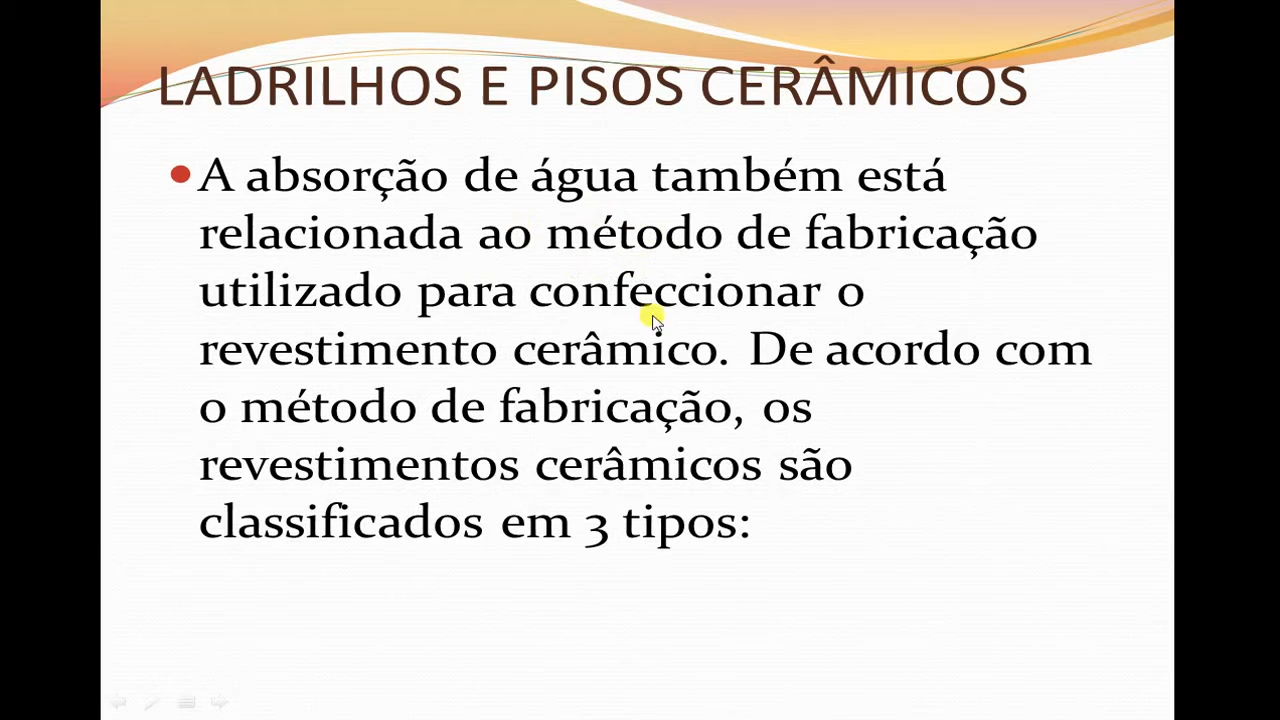 LADRILHOS E PISOS CERÂMICOS
A absorção de água também está
relacionada ao método de fabricação
utilizado para confeccionar o
revestimento cerâmico. De acordo com
o método de fabricação, os
revestimentos cerâmicos são
classificados em 3 tipos: